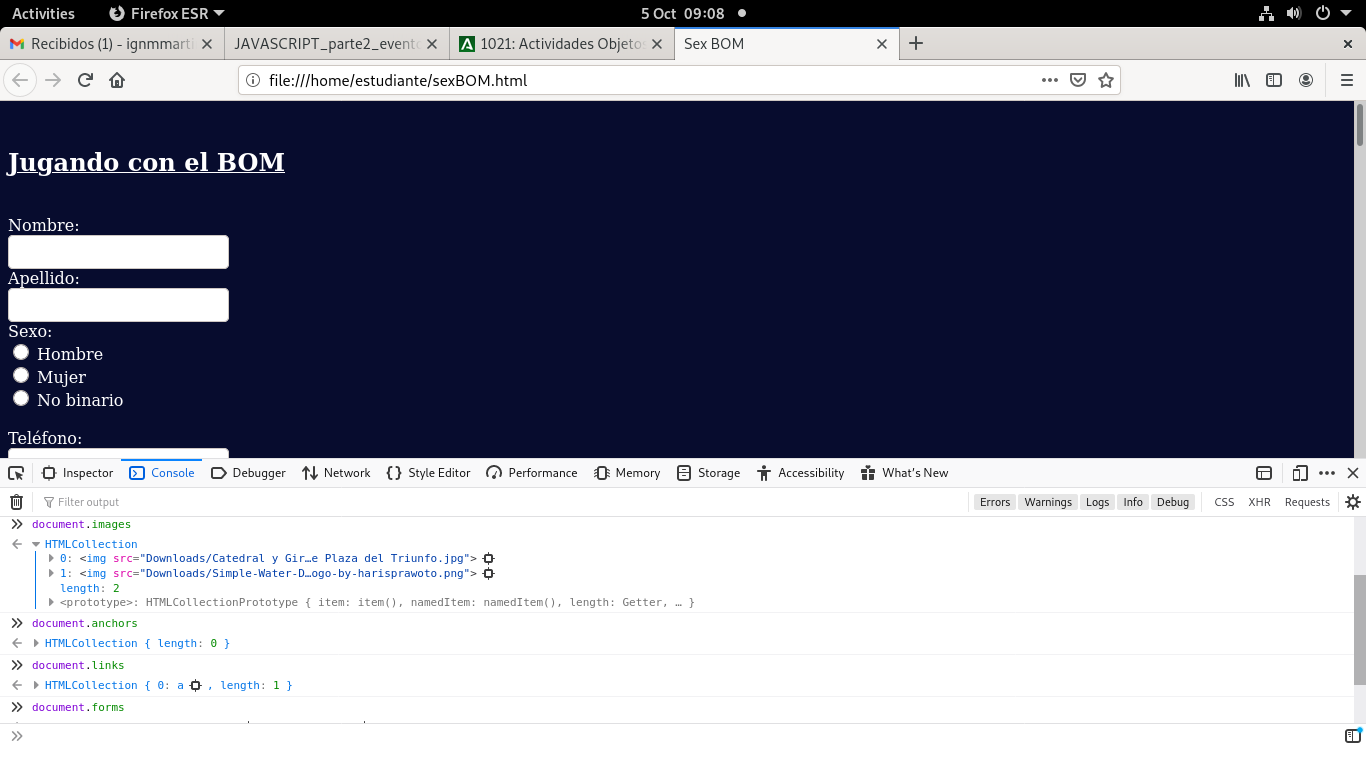 Activities Firefox ESR 5 Oct 09:08
Recibidos (1) - ignmmarti JAVASCRIPT_parte2_evento 1021: Actividades Objetos Sex BOM
file:///home/estudiante/sexBOM.html
Jugando con el BOM
Nombre:
Apellido:
Sexo:
Hombre
Mujer
No binario
Teléfono:
Inspector Console Debugger Network Style Editor Performance Memory Storage Accessibility What's New
Filter output Errors Warnings Logs Info Debug CSS XHR Requests
document.images
HTMLCollection
0: <img src="Downloads/Catedral y Gir…e Plaza del Triunfo.jpg">
1: <img src="Downloads/Simple-Water-D…ogo-by-harisprawoto.png">
length: 2
<prototype>: HTMLCollectionPrototype { item: item(), namedItem: namedItem(), length: Getter, … }
document.anchors
HTMLCollection { length: 0 }
document.links
HTMLCollection { 0: a , length: 1 }
document.forms